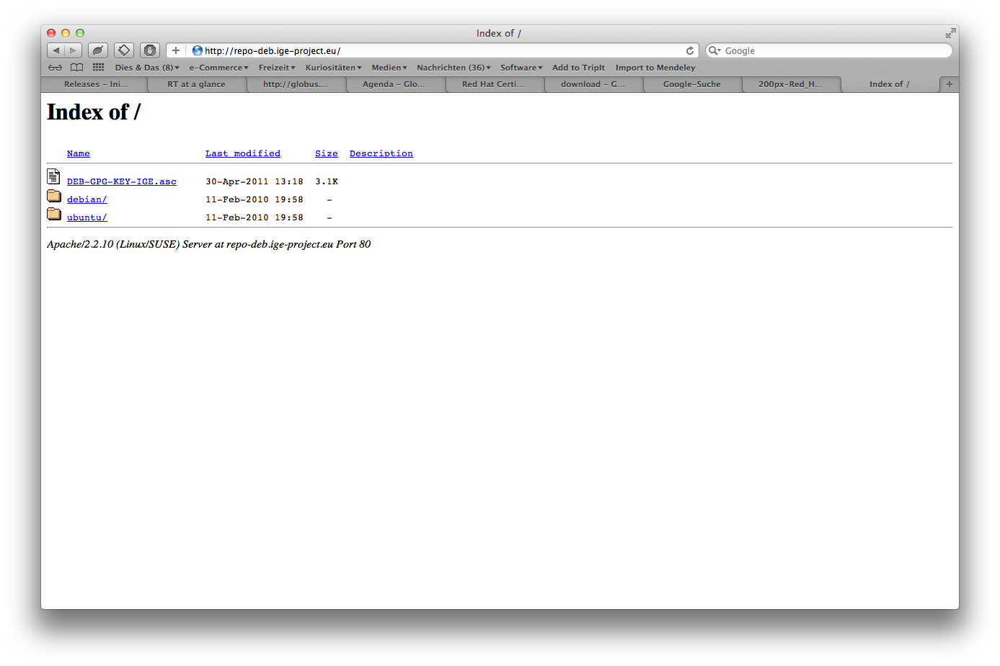 Index of /
http://repo-deb.ige-project.eu/ Google
Dies & Das (8) e-Commerce Freizeit Kuriositäten Medien Nachrichten (36) Software Add to TripIt Import to Mendeley
Releases – Ini... RT at a glance http://globus.... Agenda – Glo... Red Hat Certi... download – G... Google-Suche 200px-Red_H... Index of /
Index of /
Name Last modified Size Description
DEB-GPG-KEY-IGE.asc 30-Apr-2011 13:18 3.1K
debian/ 11-Feb-2010 19:58 -
ubuntu/ 11-Feb-2010 19:58 -
Apache/2.2.10 (Linux/SUSE) Server at repo-deb.ige-project.eu Port 80